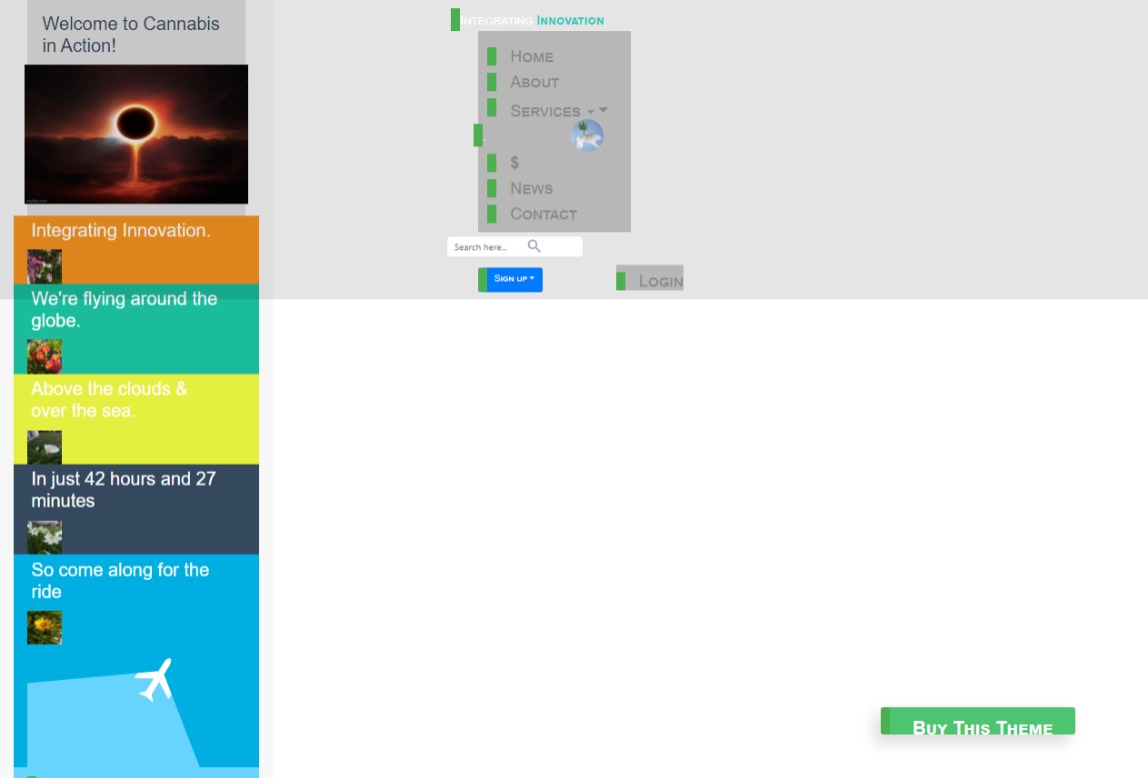 Welcome to Cannabis
in Action!
Integrating Innovation.
We're flying around the
globe.
Above the clouds &
over the sea.
In just 42 hours and 27
minutes
So come along for the
ride
Integrating Innovation
Home
About
Services
$
News
Contact
Search here...
Sign up
Login
Buy This Theme